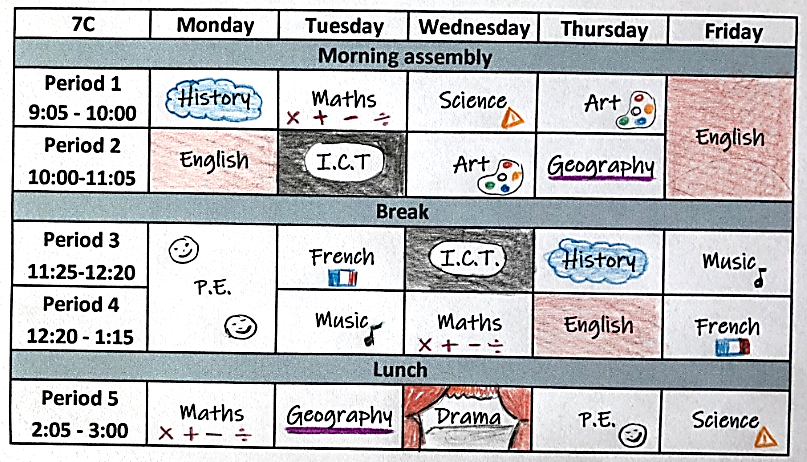 7C Monday Tuesday Wednesday Thursday Friday
Morning assembly
Period 1
9:05 - 10:00
History Maths Science Art English
× + - ÷
Period 2
10:00-11:05
English I.C.T Art Geography
Break
Period 3
11:25-12:20
P.E. French I.C.T. History Music
Period 4
12:20 - 1:15
Music Maths English French
× + - ÷
Lunch
Period 5
2:05 - 3:00
Maths Geography Drama P.E. Science
× + - ÷